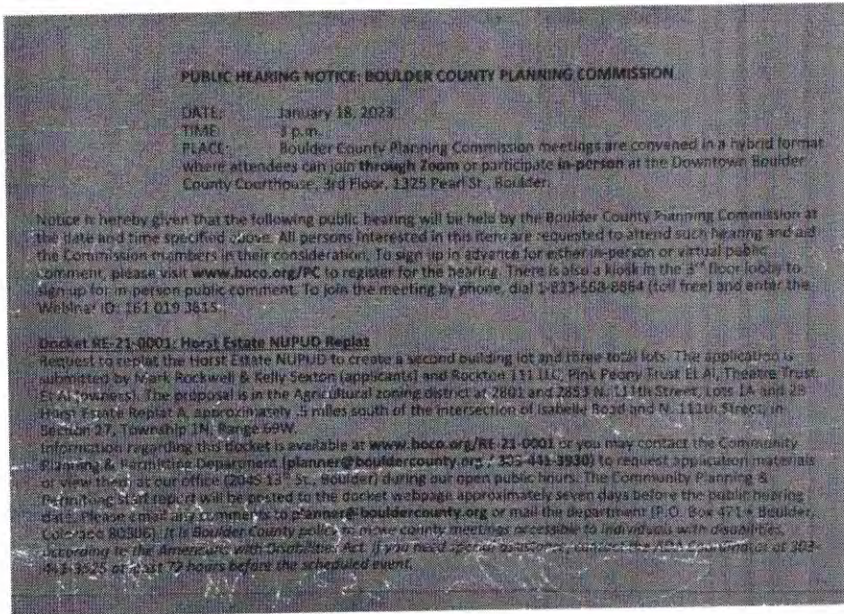 PUBLIC HEARING NOTICE: BOULDER COUNTY PLANNING COMMISSION
DATE: January 18, 2023
TIME: 3 p.m.
PLACE: Boulder County Planning Commission meetings are convened in a hybrid format
where attendees can join through Zoom or participate in-person at the Downtown Boulder
County Courthouse, 3rd Floor, 1325 Pearl St., Boulder.
Notice is hereby given that the following public hearing will be held by the Boulder County Planning Commission at
the date and time specified above. All persons interested in this item are requested to attend such hearing and aid
the Commission members in their consideration. To sign up in advance for either in-person or virtual public
comment, please visit www.boco.org/PC to register for the hearing. There is also a kiosk in the 3rd floor lobby to
sign-up for in-person public comment. To join the meeting by phone, dial 1-833-568-8864 (toll free) and enter the
Webinar ID: 161 019 3815.
Docket RE-21-0001: Horst Estate NUPUD Replat
Request to replat the Horst Estate NUPUD to create a second building lot and three total lots. The application is
submitted by Mark Rockwell & Kelly Sexton (applicants) and Rockton 111 LLC, Pink Peony Trust Et Al, Theatre Trust
Et Al (owners). The proposal is in the Agricultural zoning district at 2801 and 2853 N. 111th Street, Lots 1A and 2B
Horst Estate Replat A, approximately .5 miles south of the intersection of Isabelle Road and N. 111th Street, in
Section 27, Township 1N, Range 69W.
Information regarding this docket is available at www.boco.org/RE-21-0001 or you may contact the Community
Planning & Permitting Department (planner@bouldercounty.org / 303-441-3930) to request application materials
or view them at our office (2045 13th St., Boulder) during our open public hours. The Community Planning &
Permitting staff report will be posted to the docket webpage approximately seven days before the public hearing
date. Please email any comments to planner@bouldercounty.org or mail the department (P.O. Box 471 • Boulder,
Colorado 80306). It is Boulder County policy to make county meetings accessible to individuals with disabilities,
according to the Americans with Disabilities Act. If you need special assistance, contact the ADA Coordinator at 303-
441-3525 at least 72 hours before the scheduled event.